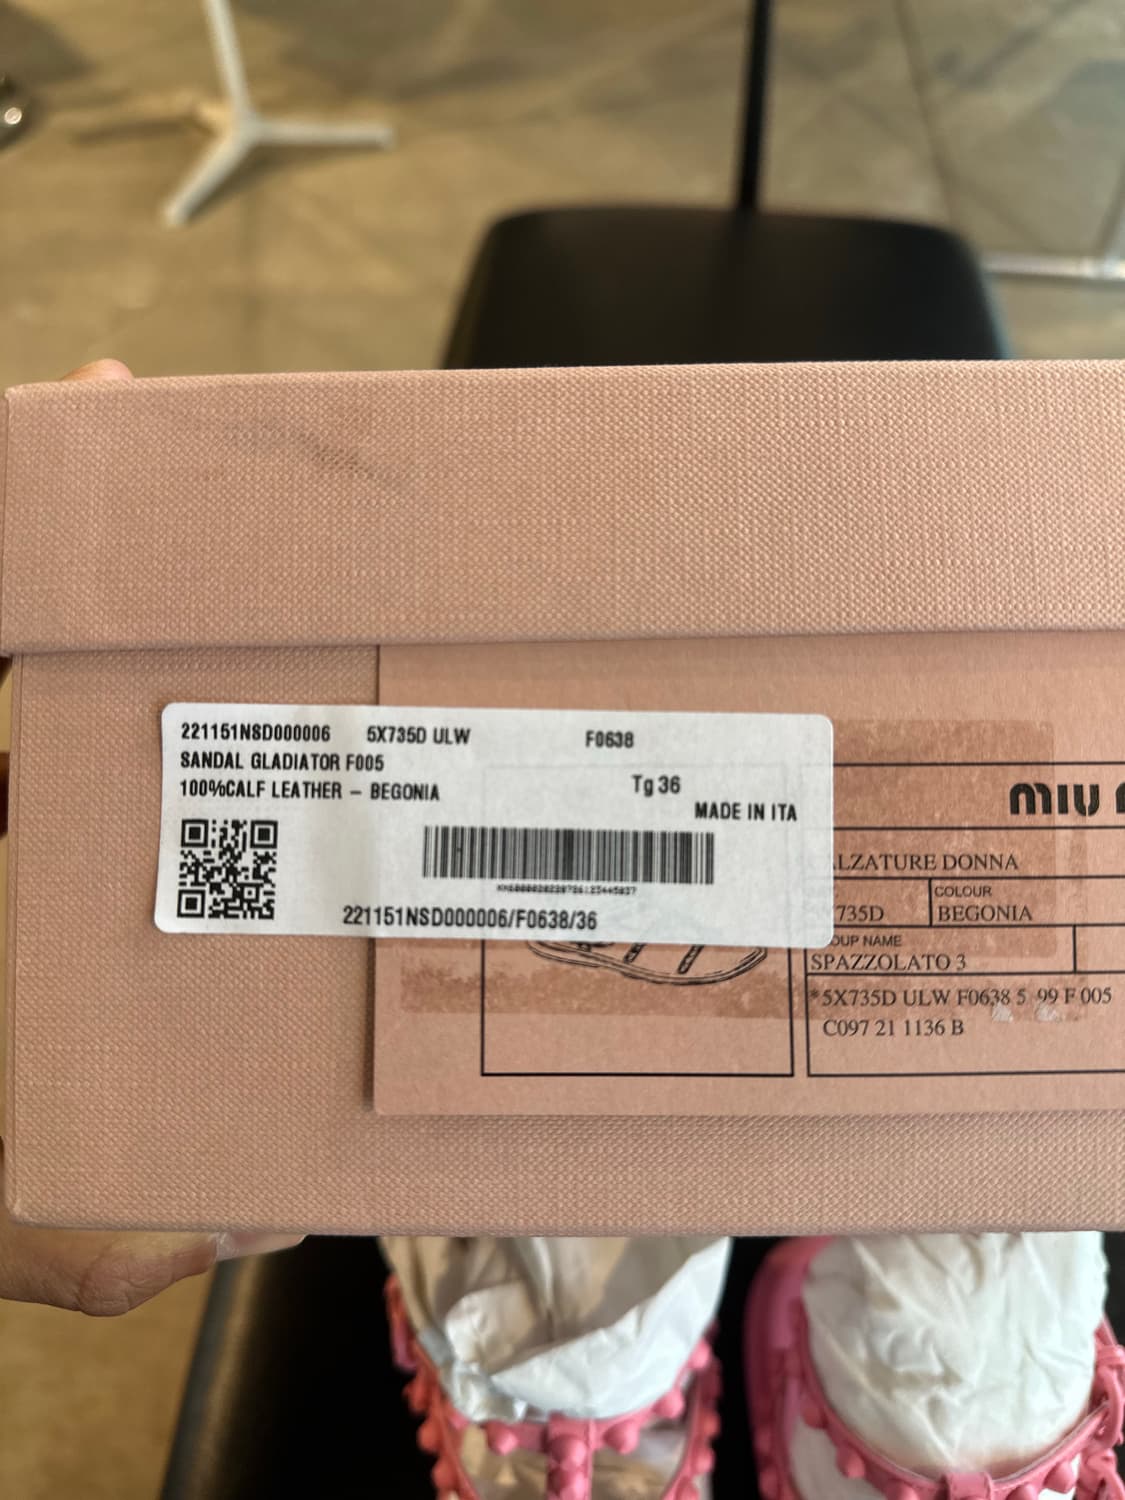 221151NSD000006 5X735D ULW F0638
SANDAL GLADIATOR F005
Tg 36
100%CALF LEATHER – BEGONIA
MADE IN ITA
221151NSD000006/F0638/36
MIU
LZATURE DONNA
COLOUR
735D BEGONIA
OUP NAME
SPAZZOLATO 3
*5X735D ULW F0638 5 99 F 005
C097 21 1136 B